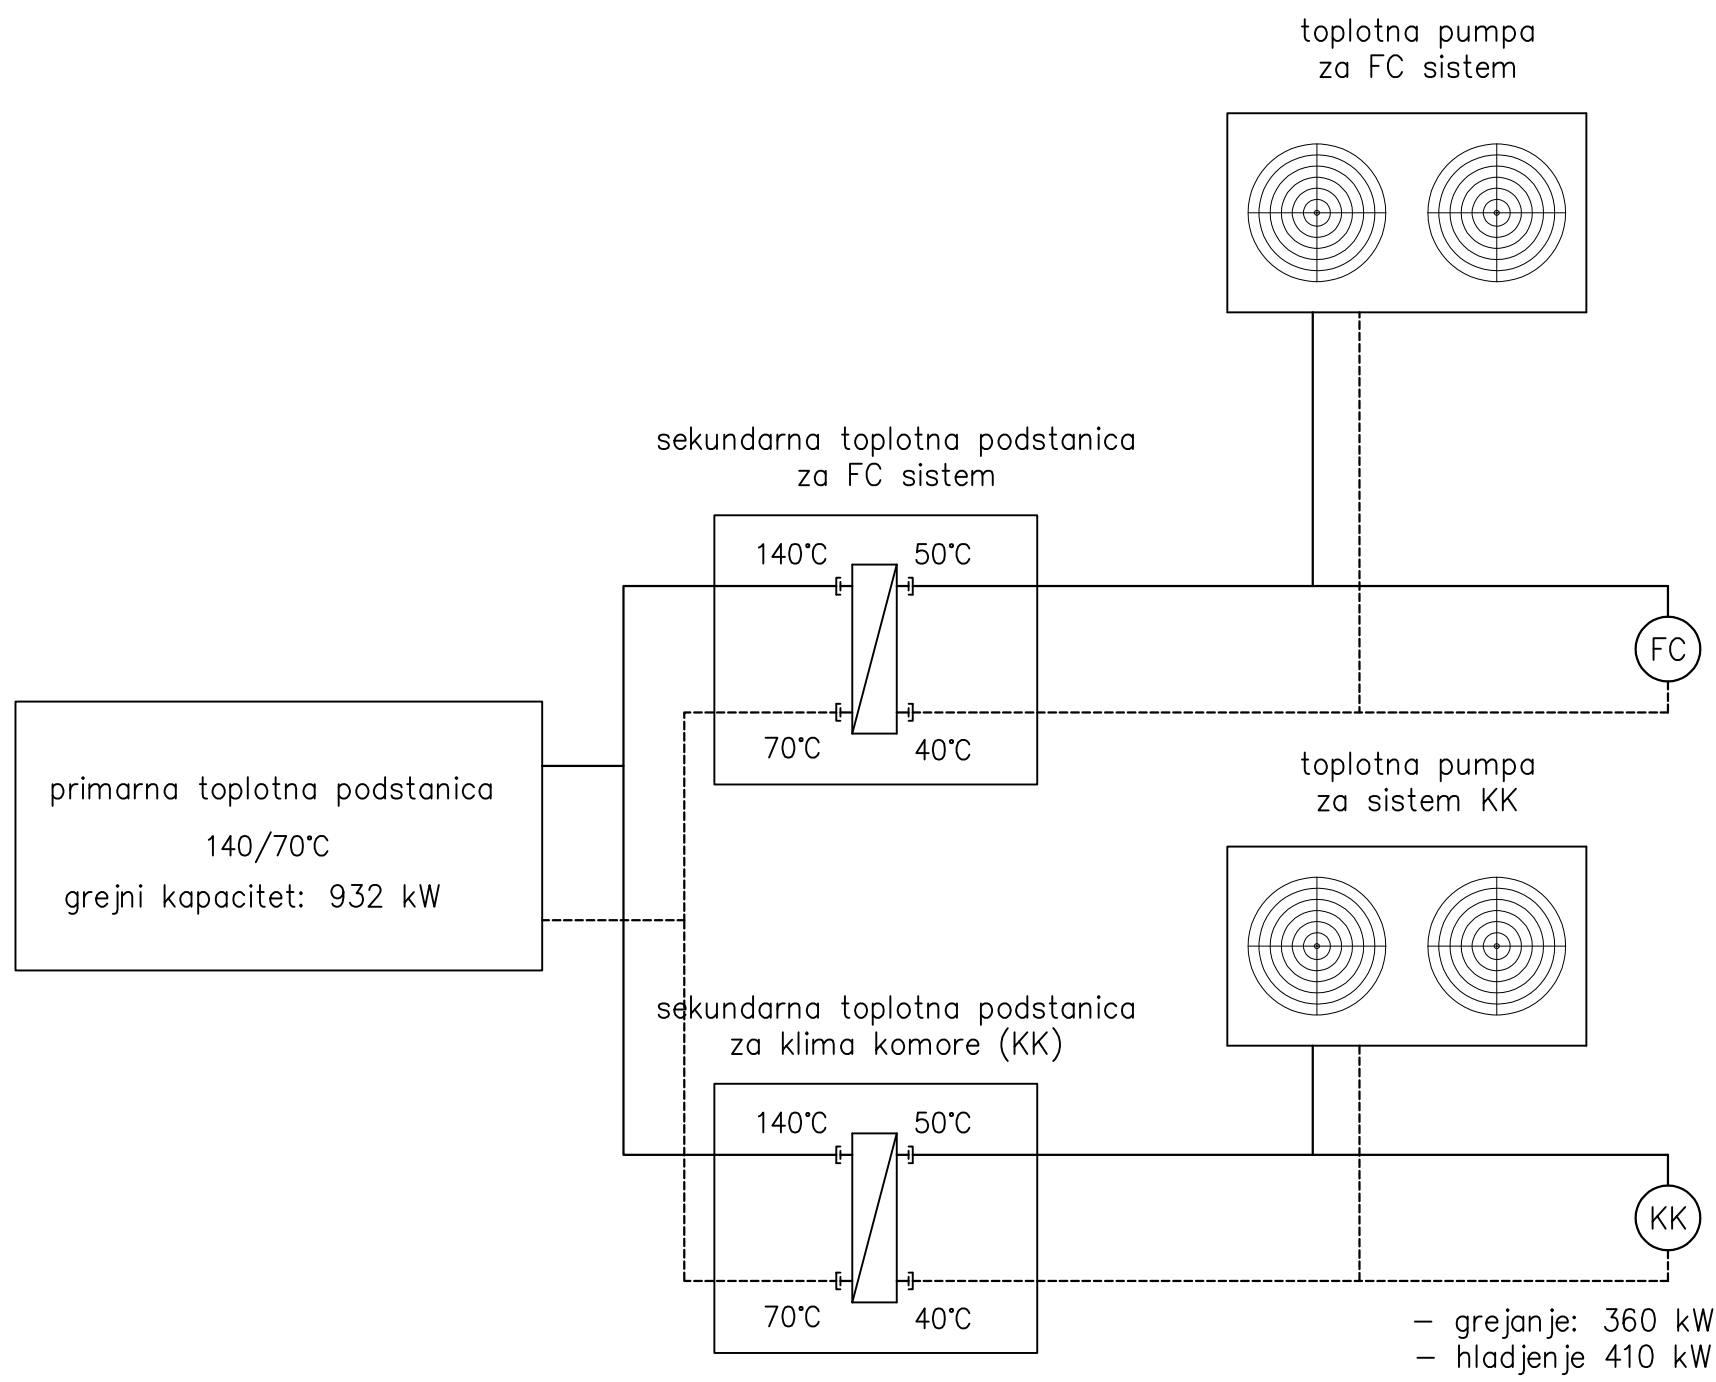 toplotna pumpa
za FC sistem
sekundarna toplotna podstanica
za FC sistem
140°C
50°C
FC
70°C
40°C
primarna toplotna podstanica
140/70°C
grejni kapacitet: 932 kW
toplotna pumpa
za sistem KK
sekundarna toplotna podstanica
za klima komore (KK)
140°C
50°C
KK
70°C
40°C
– grejanje: 360 kW
– hladjenje 410 kW